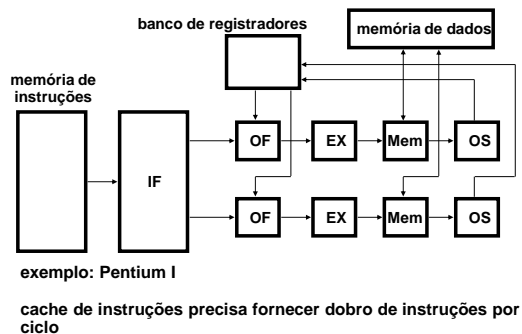 banco de registradores
memória de dados
memória de
instruções
IF
OF
EX
Mem
OS
OF
EX
Mem
OS
exemplo: Pentium I
cache de instruções precisa fornecer dobro de instruções por
ciclo